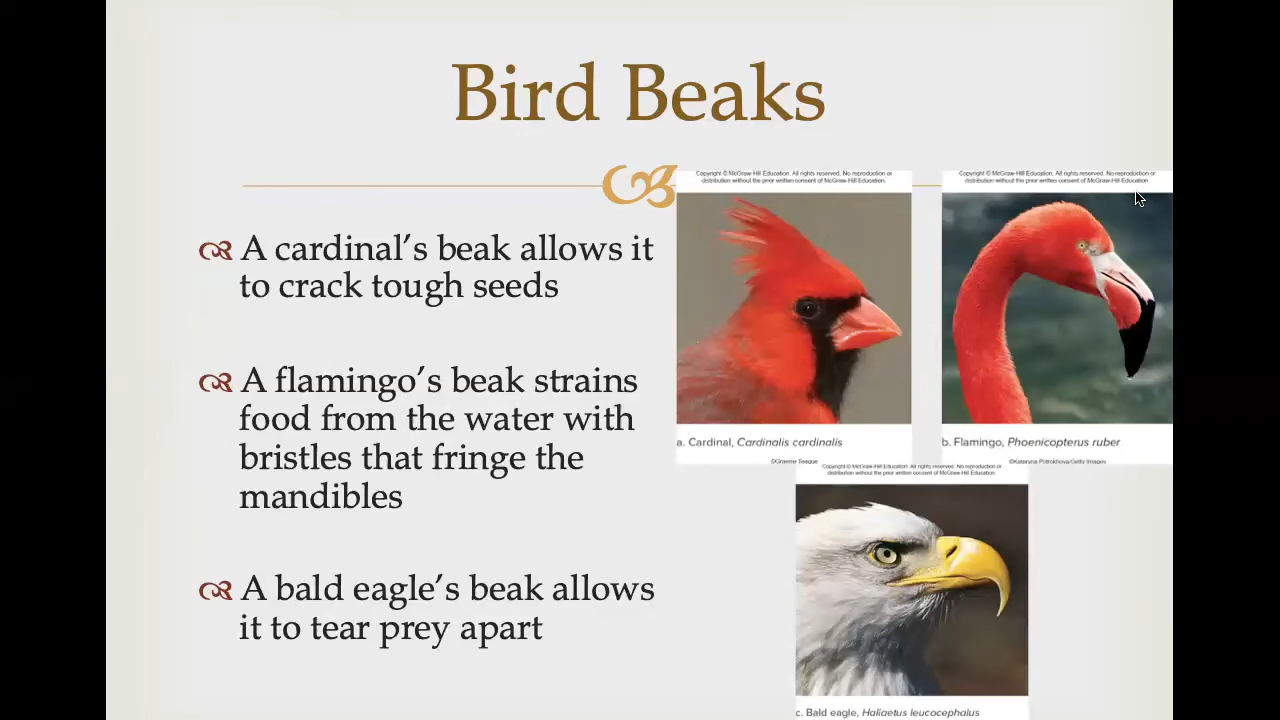 Bird Beaks
A cardinal’s beak allows it
to crack tough seeds
A flamingo’s beak strains
food from the water with
bristles that fringe the
mandibles
A bald eagle’s beak allows
it to tear prey apart
Copyright © McGraw-Hill Education. All rights reserved. No reproduction or
distribution without the prior written consent of McGraw-Hill Education.
a. Cardinal, Cardinalis cardinalis
©Graeme Teague
Copyright © McGraw-Hill Education. All rights reserved. No reproduction or
distribution without the prior written consent of McGraw-Hill Education
b. Flamingo, Phoenicopterus ruber
©Kataruna /Getty Images
Copyright © McGraw-Hill Education. All rights reserved. No reproduction or
distribution without the prior written consent of McGraw-Hill Education.
c. Bald eagle, Haliaetus leucocephalus